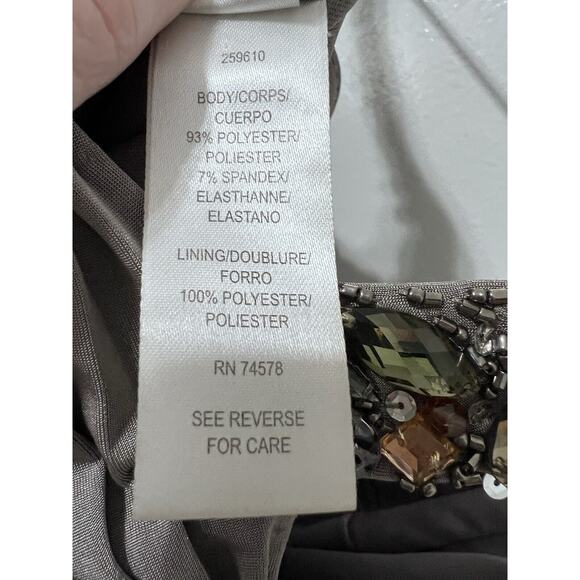 259610
BODY/CORPS/
CUERPO
93% POLYESTER/
POLIESTER
7% SPANDEX/
ELASTHANNE/
ELASTANO
LINING/DOUBLURE/
FORRO
100% POLYESTER/
POLIESTER
RN 74578
SEE REVERSE
FOR CARE